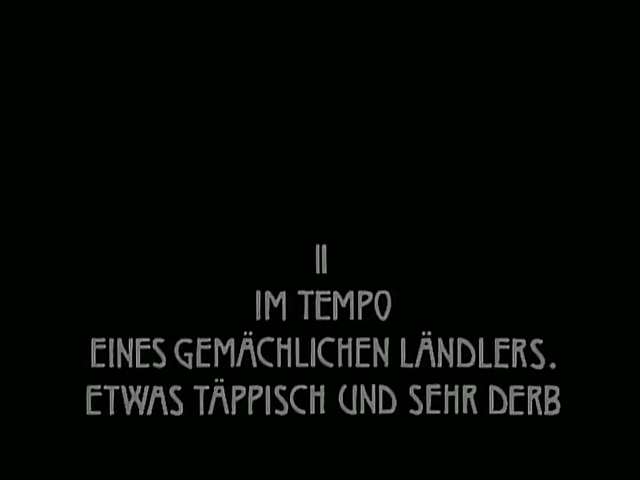 II
IM TEMPO
EINES GEMÄCHLICHEN LÄNDLERS.
ETWAS TÄPPISCH UND SEHR DERB